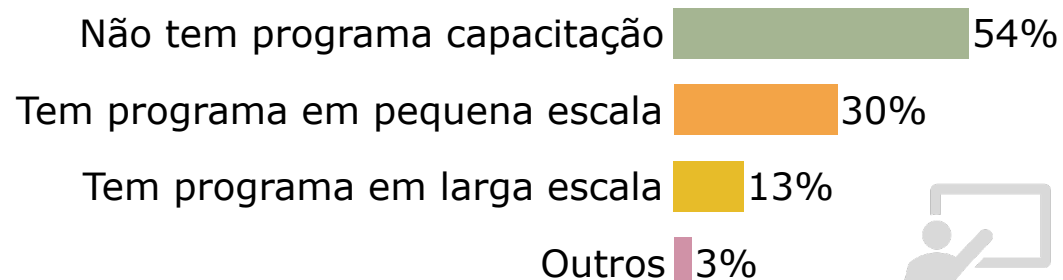 Não tem programa capacitação 54%
Tem programa em pequena escala 30%
Tem programa em larga escala 13%
Outros 3%